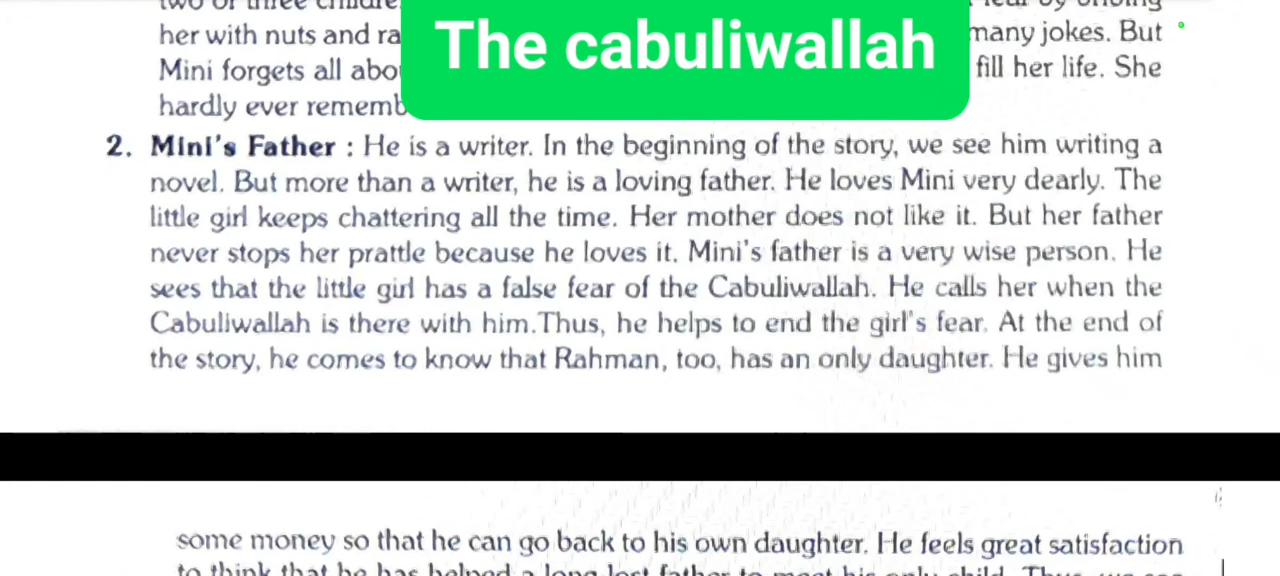 her with nuts and
many jokes. But
The cabuliwallah
Mini forgets all
fill her life. She
hardly ever
2. Mini's Father : He is a writer. In the beginning of the story, we see him writing a
novel. But more than a writer, he is a loving father. He loves Mini very dearly. The
little girl keeps chattering all the time. Her mother does not like it. But her father
never stops her prattle because he loves it. Mini's father is a very wise person. He
sees that the little girl has a false fear of the Cabuliwallah. He calls her when the
Cabuliwallah is there with him.Thus, he helps to end the girl's fear. At the end of
the story, he comes to know that Rahman, too, has an only daughter. He gives him
some money so that he can go back to his own daughter. He feels great satisfaction